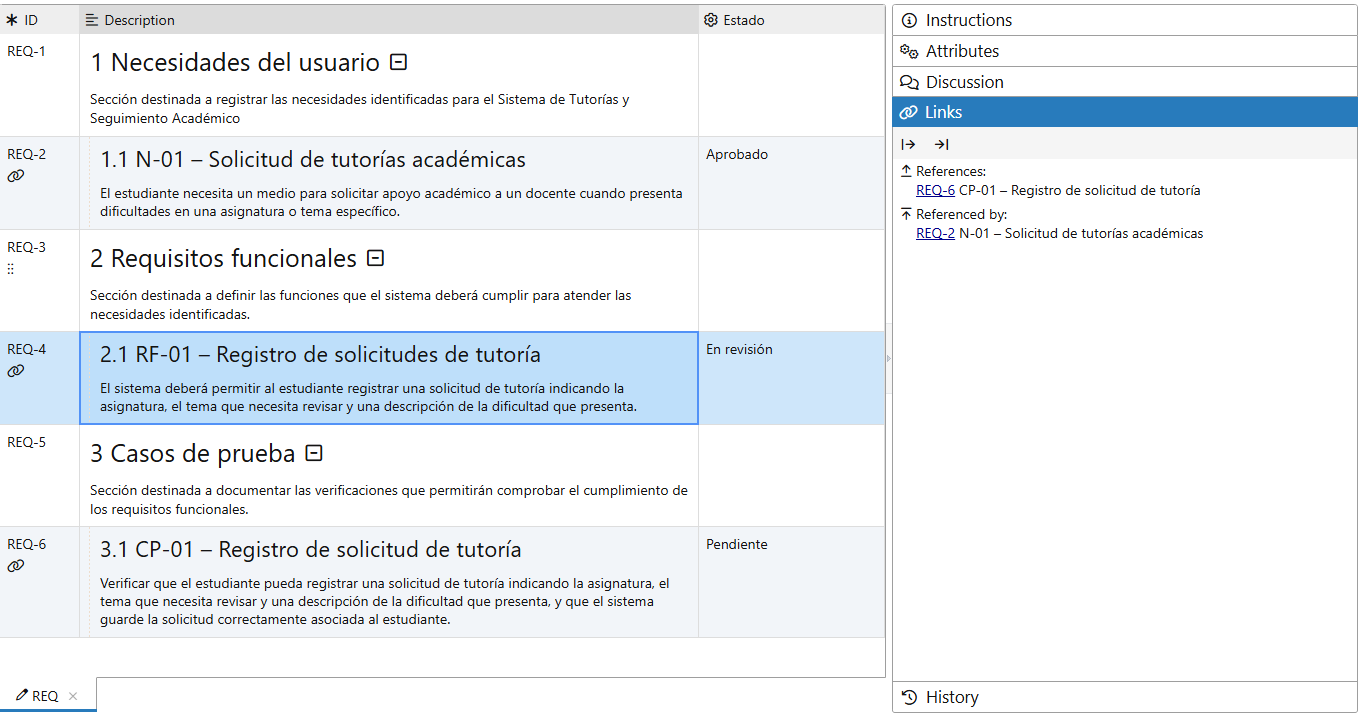 ID
Description
Estado
REQ-1
1 Necesidades del usuario
Sección destinada a registrar las necesidades identificadas para el Sistema de Tutorías y
Seguimiento Académico
REQ-2
1.1 N-01 – Solicitud de tutorías académicas
Aprobado
El estudiante necesita un medio para solicitar apoyo académico a un docente cuando presenta
dificultades en una asignatura o tema específico.
REQ-3
2 Requisitos funcionales
Sección destinada a definir las funciones que el sistema deberá cumplir para atender las
necesidades identificadas.
REQ-4
2.1 RF-01 – Registro de solicitudes de tutoría
En revisión
El sistema deberá permitir al estudiante registrar una solicitud de tutoría indicando la
asignatura, el tema que necesita revisar y una descripción de la dificultad que presenta.
REQ-5
3 Casos de prueba
Sección destinada a documentar las verificaciones que permitirán comprobar el cumplimiento de
los requisitos funcionales.
REQ-6
3.1 CP-01 – Registro de solicitud de tutoría
Pendiente
Verificar que el estudiante pueda registrar una solicitud de tutoría indicando la asignatura, el
tema que necesita revisar y una descripción de la dificultad que presenta, y que el sistema
guarde la solicitud correctamente asociada al estudiante.
REQ
Instructions
Attributes
Discussion
Links
References:
REQ-6 CP-01 – Registro de solicitud de tutoría
Referenced by:
REQ-2 N-01 – Solicitud de tutorías académicas
History